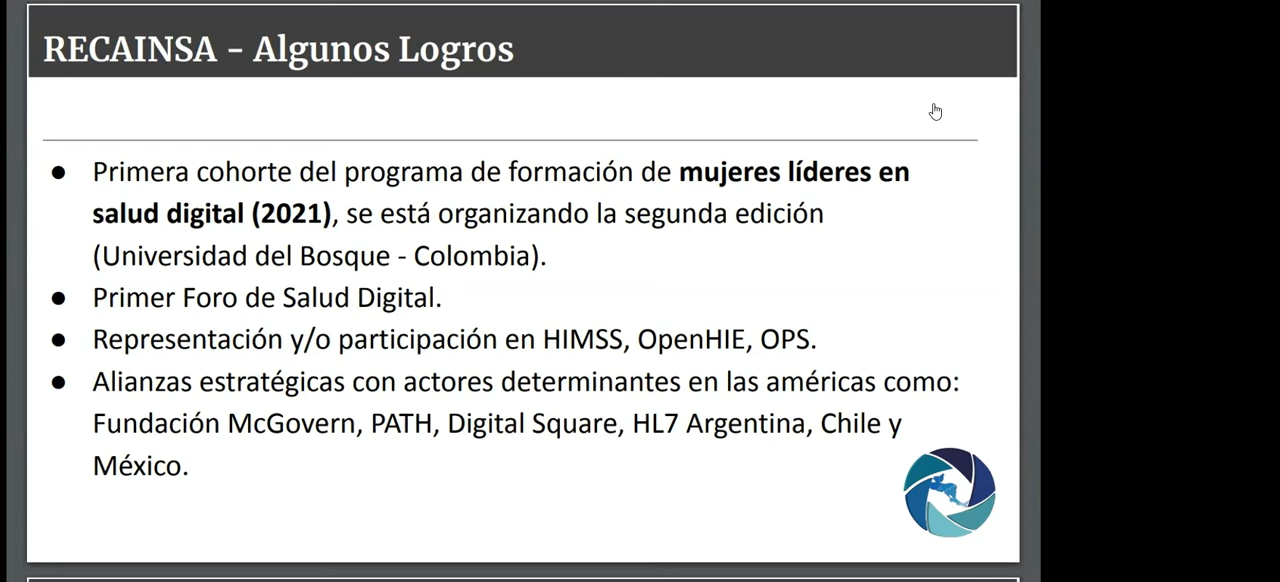 RECAINSA - Algunos Logros
● Primera cohorte del programa de formación de mujeres líderes en
salud digital (2021), se está organizando la segunda edición
(Universidad del Bosque - Colombia).
● Primer Foro de Salud Digital.
● Representación y/o participación en HIMSS, OpenHIE, OPS.
● Alianzas estratégicas con actores determinantes en las américas como:
Fundación McGovern, PATH, Digital Square, HL7 Argentina, Chile y
México.